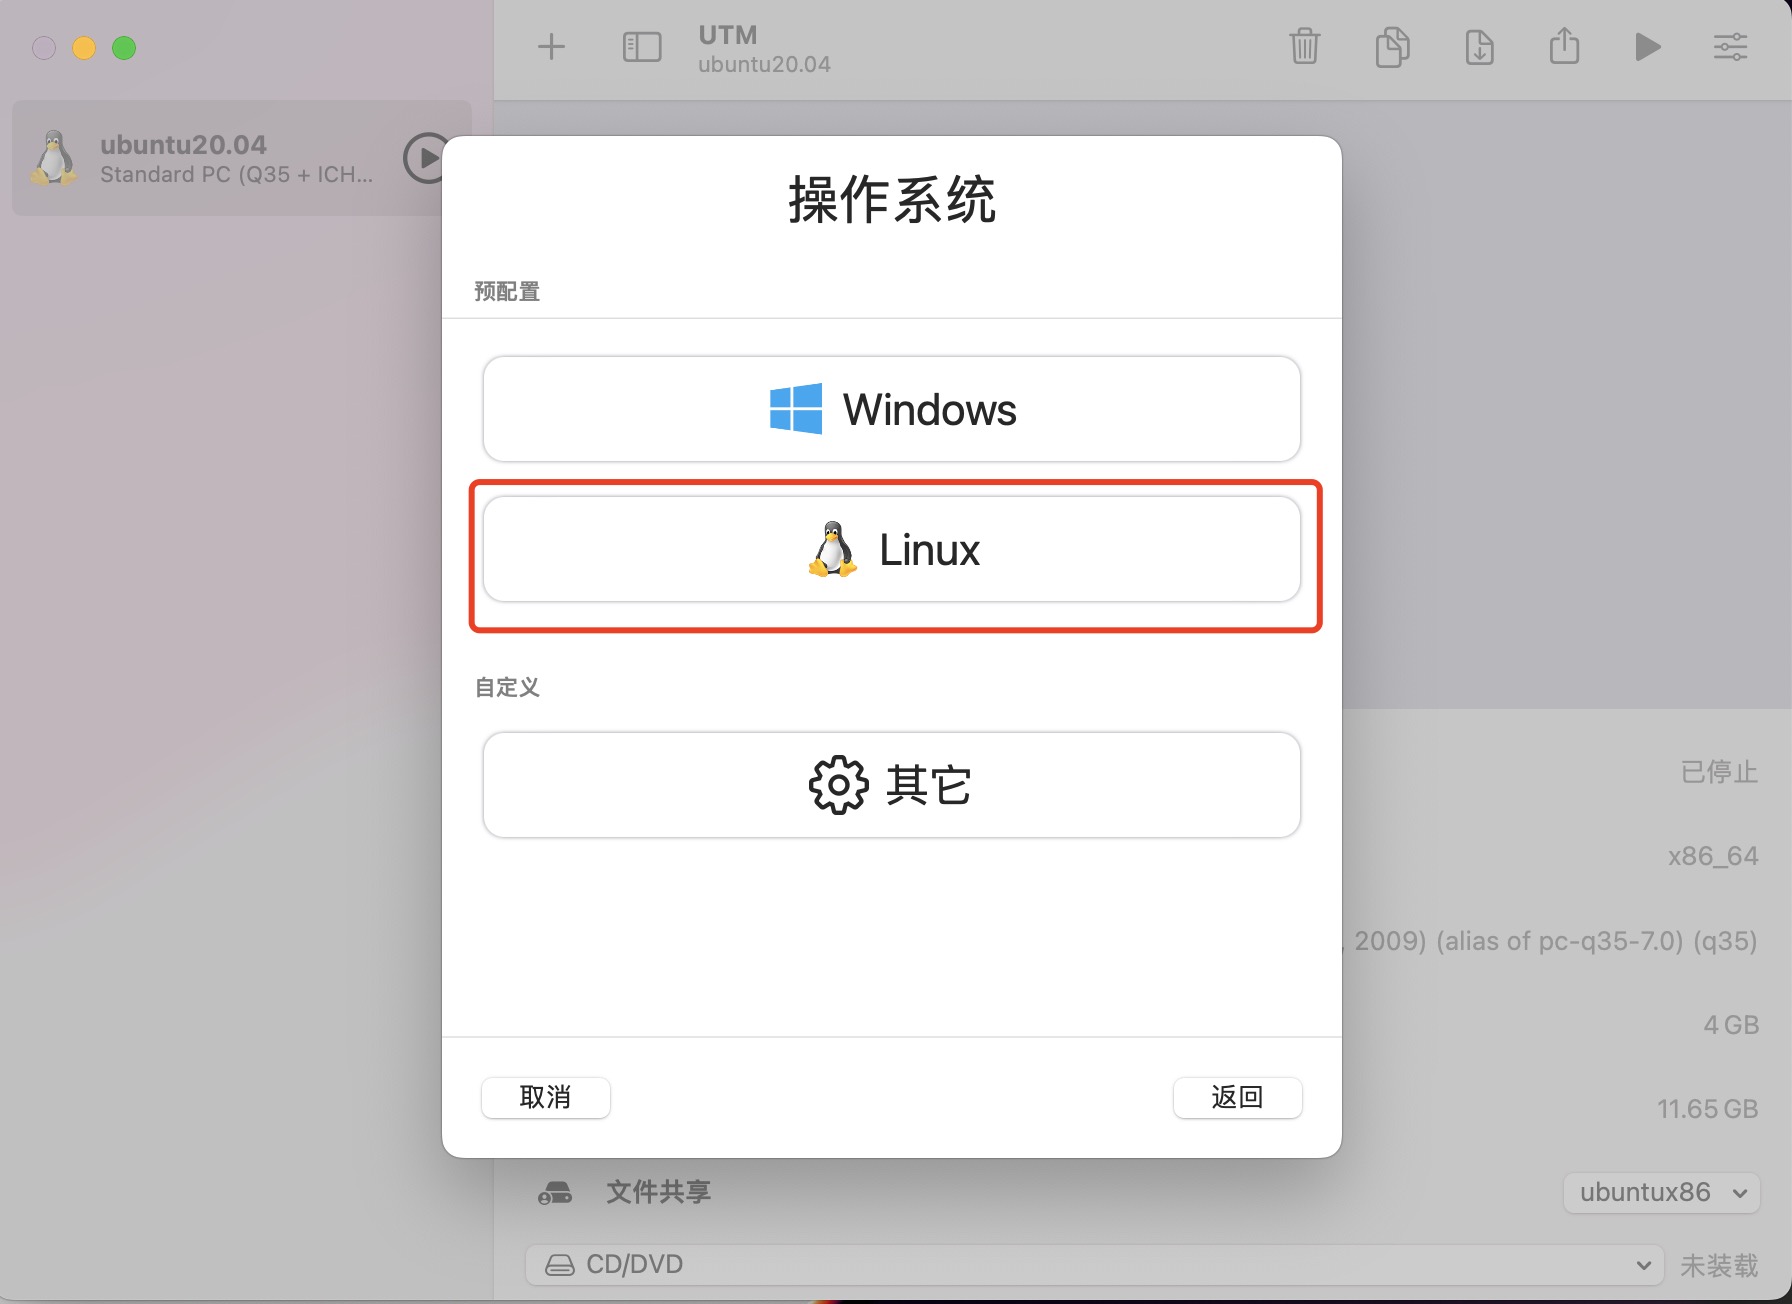 UTM
ubuntu20.04
ubuntu20.04
Standard PC (Q35 + ICH...
操作系统
预配置
Windows
Linux
自定义
其它
取消
返回
已停止
x86_64
, 2009) (alias of pc-q35-7.0) (q35)
4 GB
11.65 GB
文件共享
ubuntux86
CD/DVD
未装载